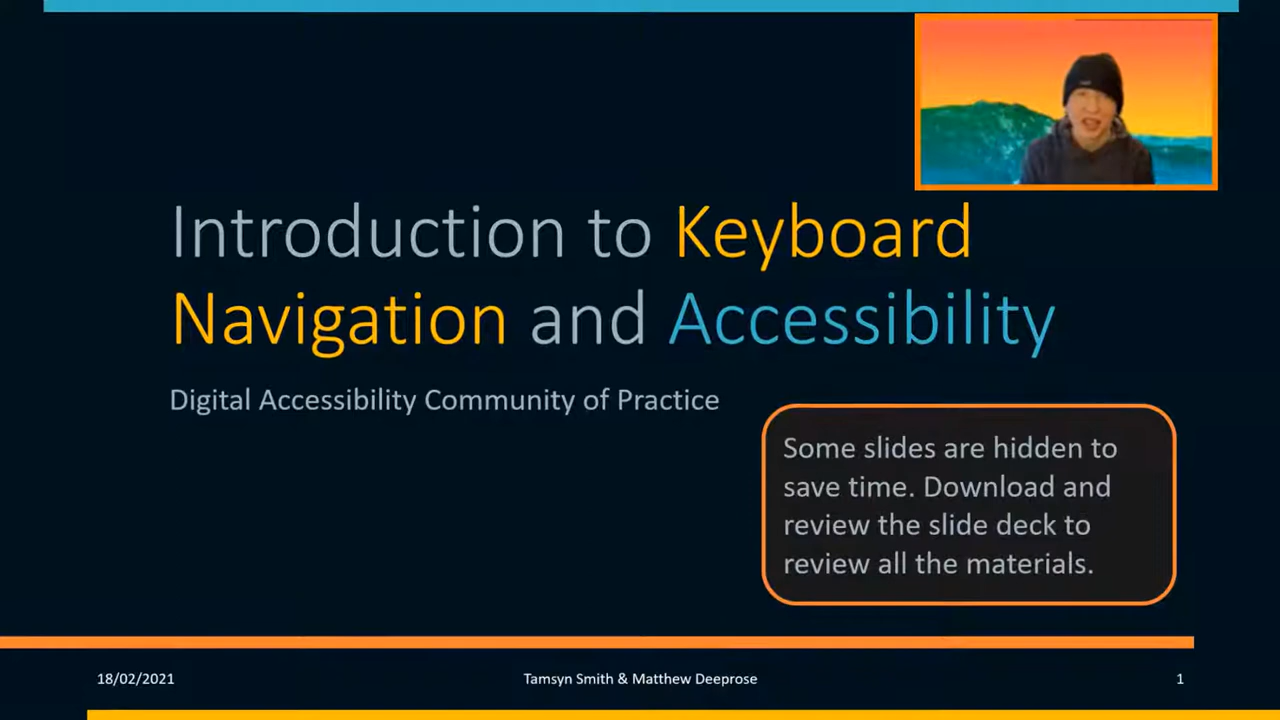 Introduction to Keyboard
Navigation and Accessibility
Digital Accessibility Community of Practice
Some slides are hidden to
save time. Download and
review the slide deck to
review all the materials.
18/02/2021
Tamsyn Smith & Matthew Deeprose
1